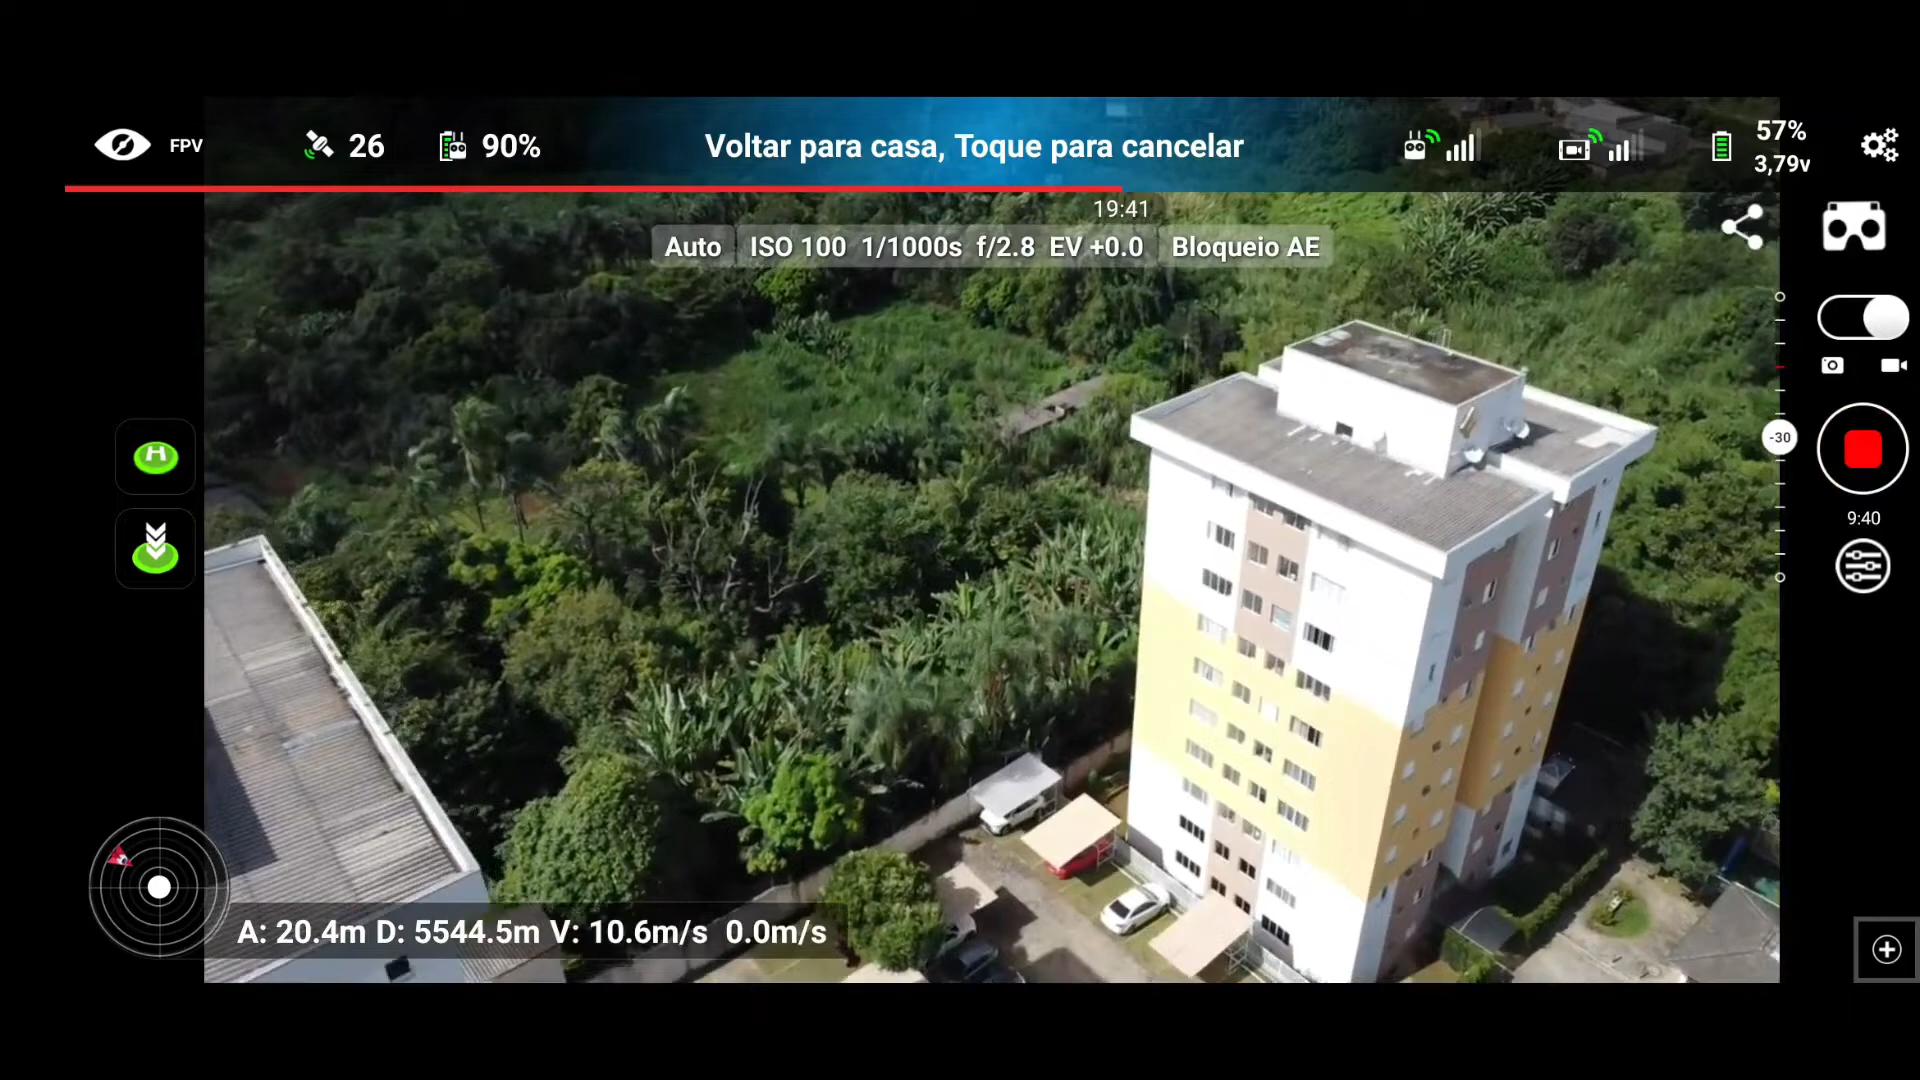 FPV
26
90%
Voltar para casa, Toque para cancelar
57%
3,79v
19:41
Auto ISO 100 1/1000s f/2.8 EV +0.0 Bloqueio AE
-30
9:40
A: 20.4m D: 5544.5m V: 10.6m/s 0.0m/s